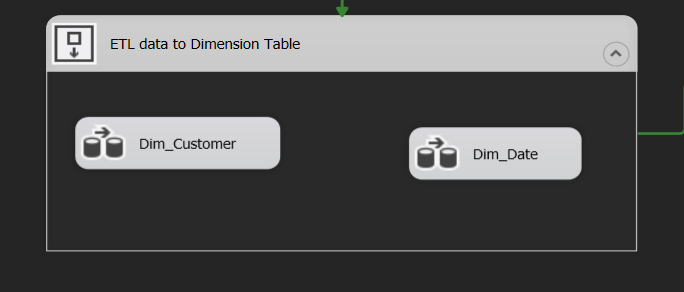 ETL data to Dimension Table
Dim_Customer
Dim_Date